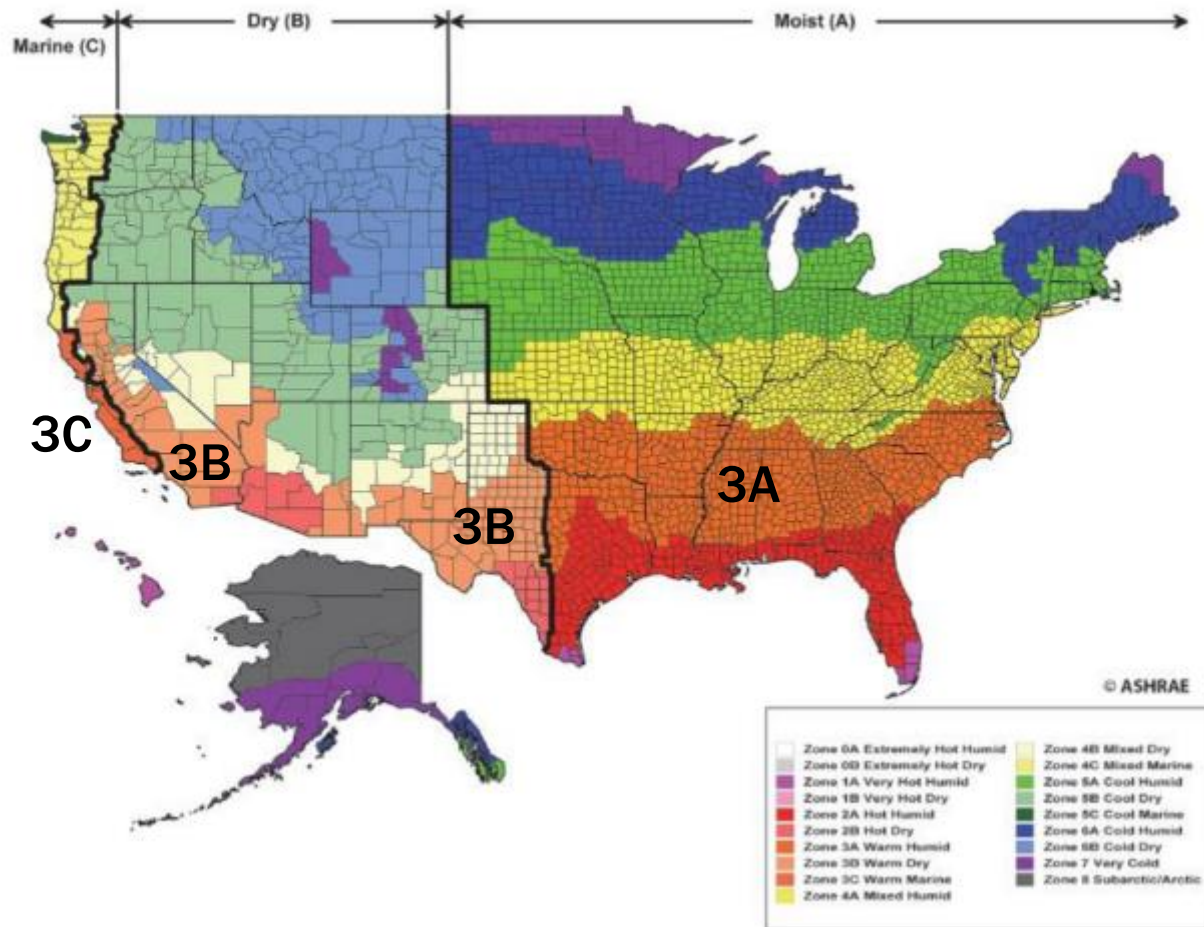 Dry (B)
Moist (A)
Marine (C)
3C
3B
3A
3B
© ASHRAE
Zone 0A Extremely Hot Humid
Zone 0B Extremely Hot Dry
Zone 1A Very Hot Humid
Zone 1B Very Hot Dry
Zone 2A Hot Humid
Zone 2B Hot Dry
Zone 3A Warm Humid
Zone 3B Warm Dry
Zone 3C Warm Marine
Zone 4A Mixed Humid
Zone 4B Mixed Dry
Zone 4C Mixed Marine
Zone 5A Cool Humid
Zone 5B Cool Dry
Zone 5C Cool Marine
Zone 6A Cold Humid
Zone 6B Cold Dry
Zone 7 Very Cold
Zone 8 Subarctic/Arctic